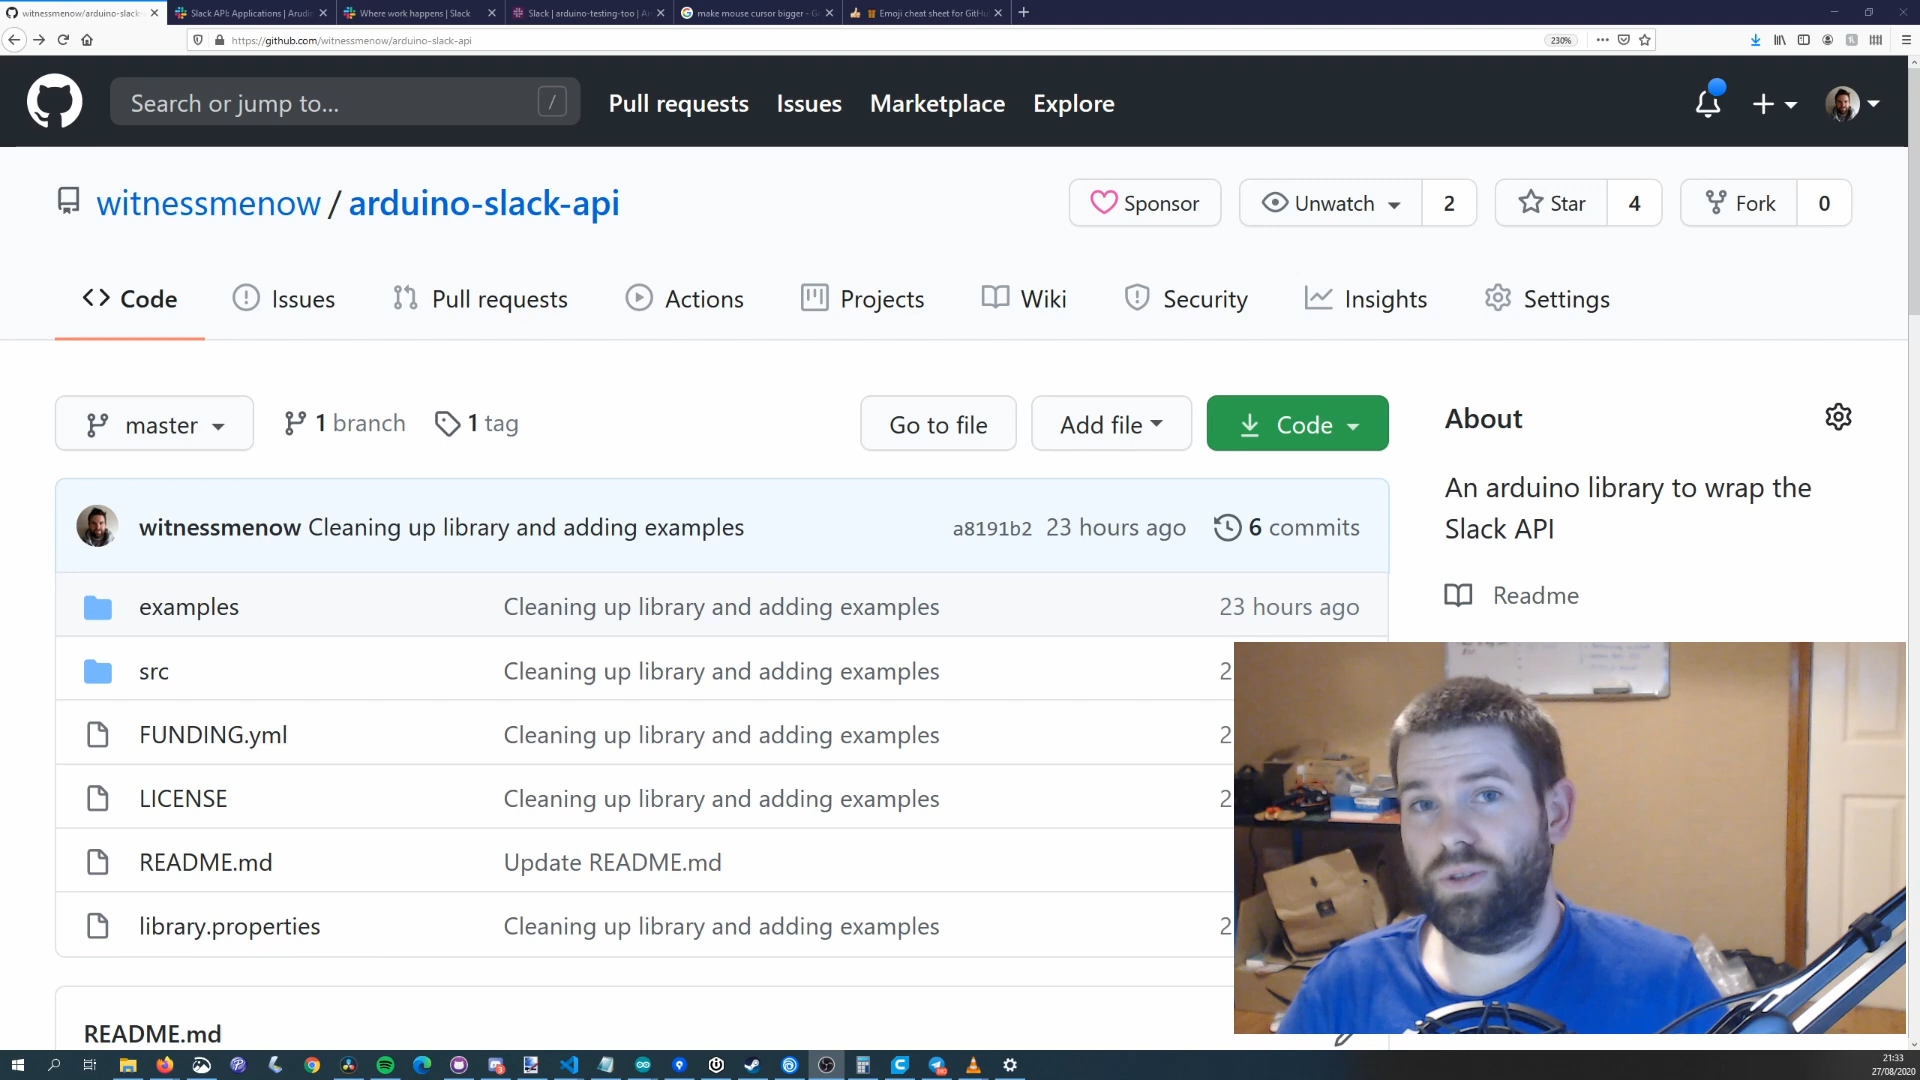 witnessmenow/arduino-slack-
Slack API: Applications | Arudi
Where work happens | Slack
Slack | arduino-testing-too | A
make mouse cursor bigger - G
Emoji cheat sheet for GitHu
https://github.com/witnessmenow/arduino-slack-api
230%
Search or jump to...
/
Pull requests
Issues
Marketplace
Explore
witnessmenow / arduino-slack-api
Sponsor
Unwatch
2
Star
4
Fork
0
Code
Issues
Pull requests
Actions
Projects
Wiki
Security
Insights
Settings
master
1 branch
1 tag
Go to file
Add file
Code
About
An arduino library to wrap the
Slack API
Readme
witnessmenow Cleaning up library and adding examples
a8191b2 23 hours ago
6 commits
examples
Cleaning up library and adding examples
23 hours ago
src
Cleaning up library and adding examples
2
FUNDING.yml
Cleaning up library and adding examples
2
LICENSE
Cleaning up library and adding examples
2
README.md
Update README.md
library.properties
Cleaning up library and adding examples
2
README.md
21:33
27/08/2020